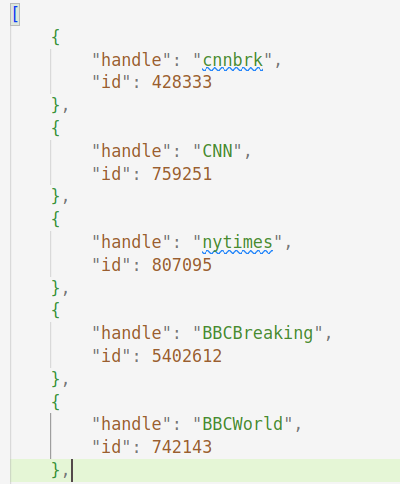 [
    {
        "handle": "cnnbrk",
        "id": 428333
    },
    {
        "handle": "CNN",
        "id": 759251
    },
    {
        "handle": "nytimes",
        "id": 807095
    },
    {
        "handle": "BBCBreaking",
        "id": 5402612
    },
    {
        "handle": "BBCWorld",
        "id": 742143
    },